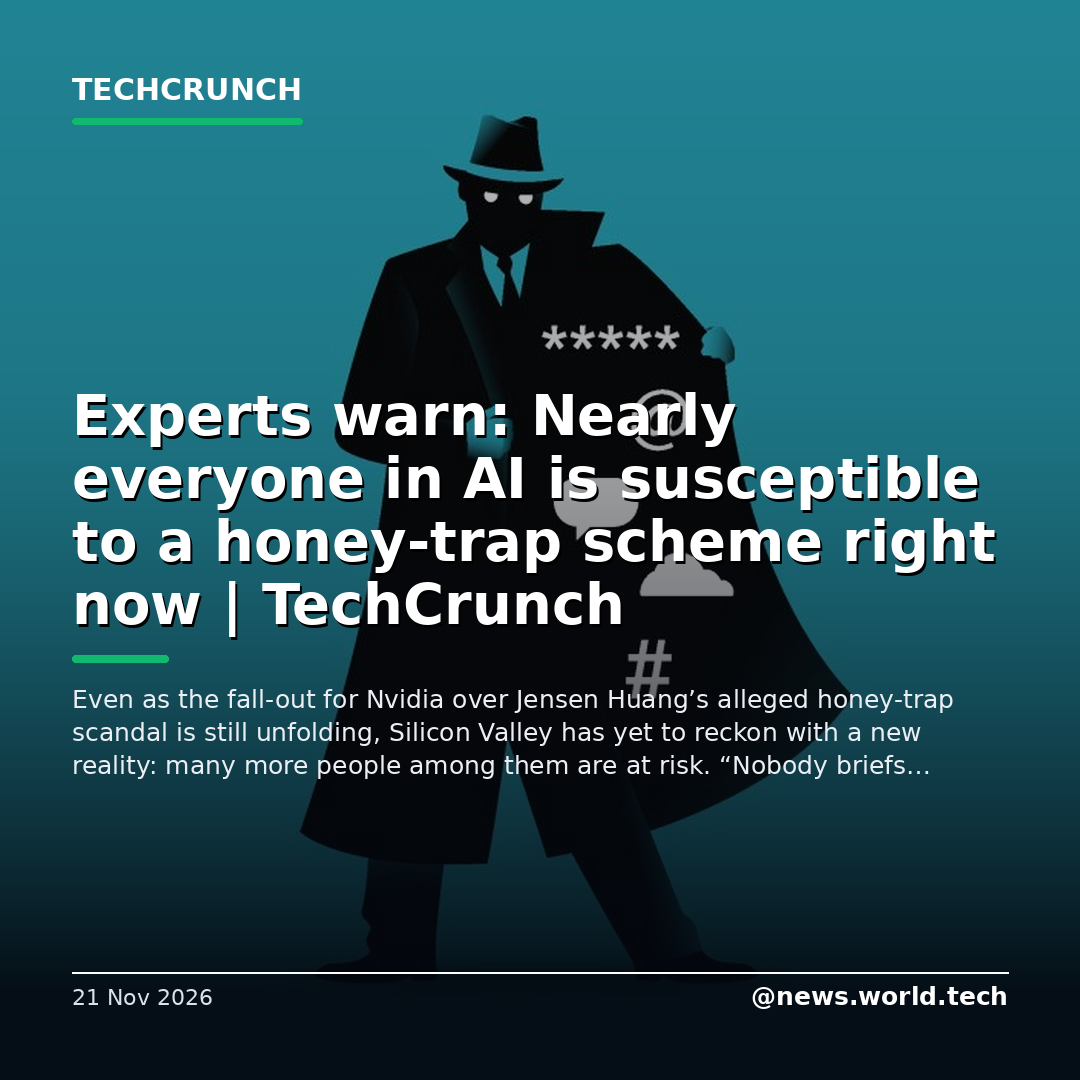 TECHCRUNCH
*****
@
Experts warn: Nearly
everyone in AI is susceptible
to a honey-trap scheme right
now | TechCrunch
#
Even as the fall-out for Nvidia over Jensen Huang’s alleged honey-trap
scandal is still unfolding, Silicon Valley has yet to reckon with a new
reality: many more people among them are at risk. “Nobody briefs…
21 Nov 2026
@news.world.tech